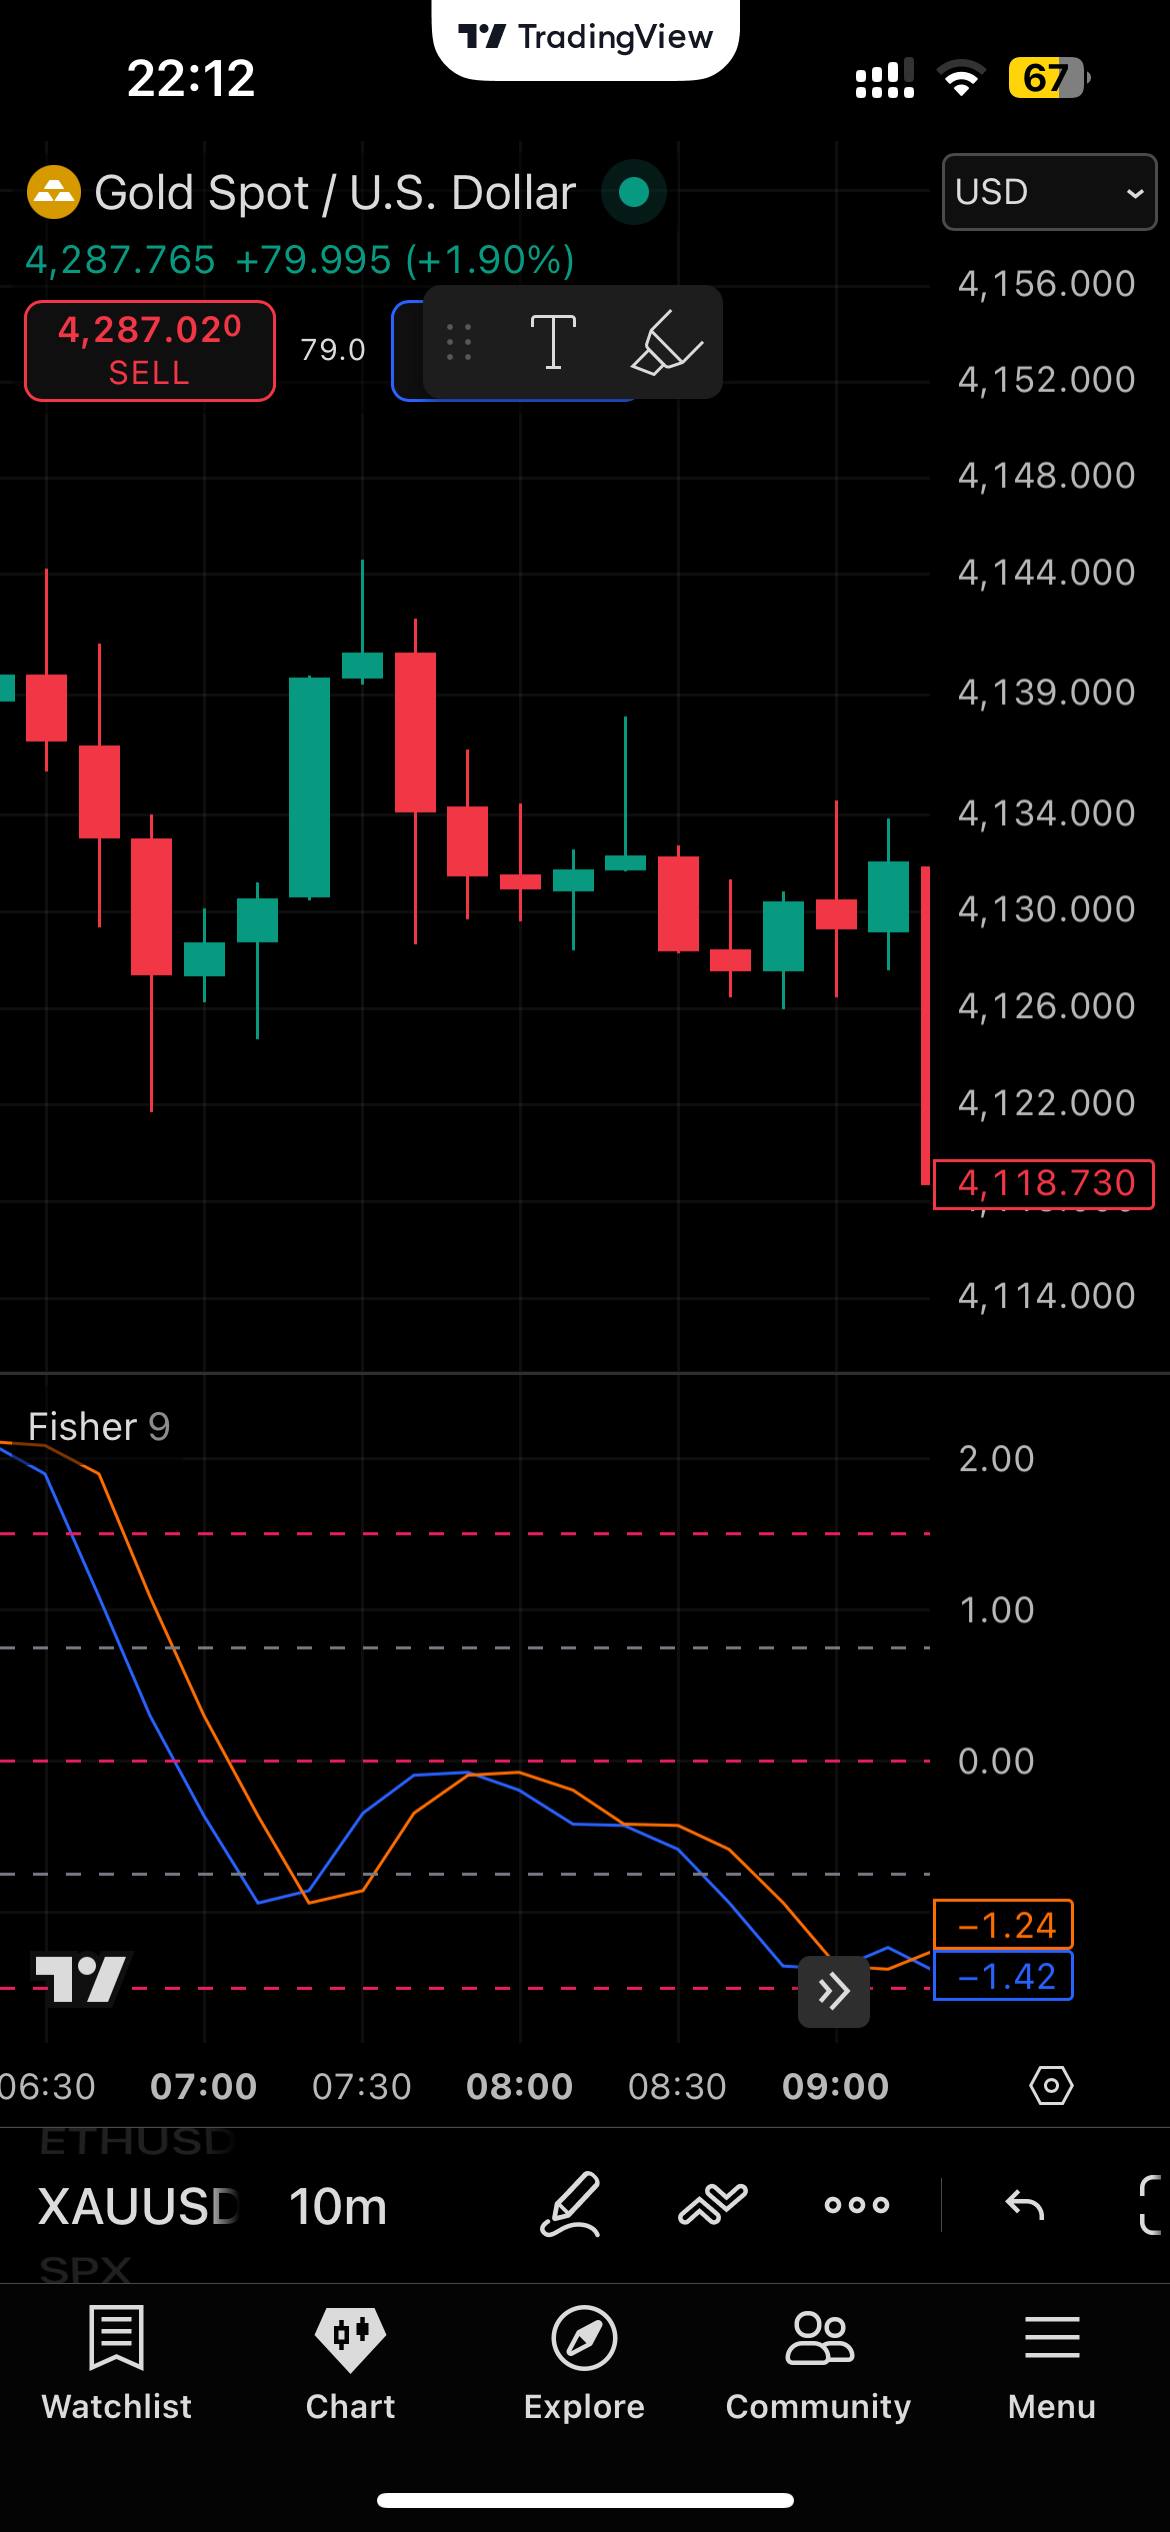 TradingView
22:12
67
Gold Spot / U.S. Dollar
USD
4,287.765 +79.995 (+1.90%)
4,287.020
SELL
79.0
4,156.000
4,152.000
4,148.000
4,144.000
4,139.000
4,134.000
4,130.000
4,126.000
4,122.000
4,118.730
4,114.000
Fisher 9
2.00
1.00
0.00
−1.24
−1.42
06:30 07:00 07:30 08:00 08:30 09:00
ETHUSD
XAUUSD 10m
SPX
Watchlist Chart Explore Community Menu